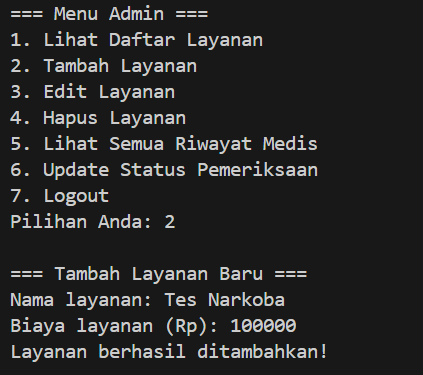 === Menu Admin ===
1. Lihat Daftar Layanan
2. Tambah Layanan
3. Edit Layanan
4. Hapus Layanan
5. Lihat Semua Riwayat Medis
6. Update Status Pemeriksaan
7. Logout
Pilihan Anda: 2
=== Tambah Layanan Baru ===
Nama layanan: Tes Narkoba
Biaya layanan (Rp): 100000
Layanan berhasil ditambahkan!